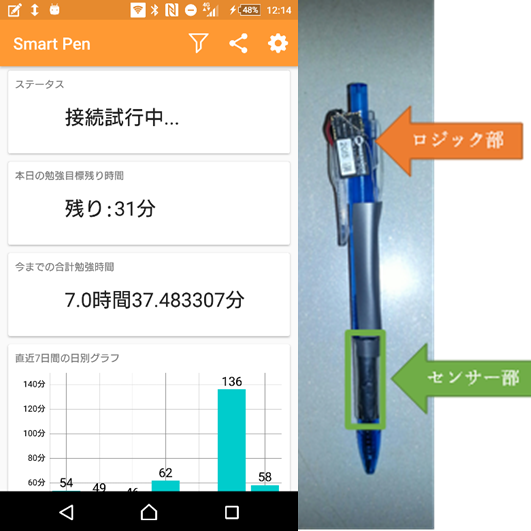 48% 12:14
Smart Pen
ステータス
接続試行中...
本日の勉強目標残り時間
残り:31分
今までの合計勉強時間
7.0時間37.483307分
直近7日間の日別グラフ
140分
136
120分
100分
80分
62
60分
54
49
46
58
ロジック部
センサー部